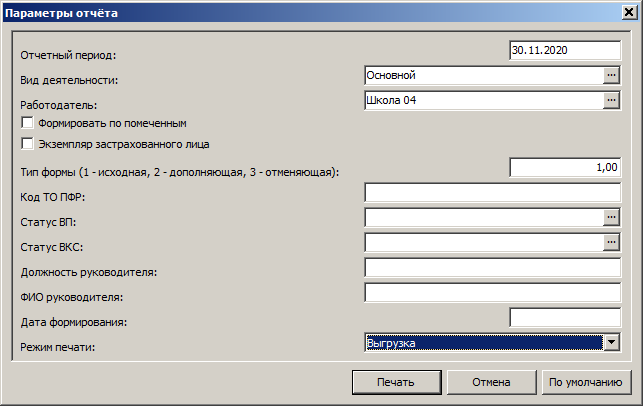 Параметры отчёта
Отчетный период: 30.11.2020
Вид деятельности: Основной ...
Работодатель: Школа 04 ...
Формировать по помеченным
Экземпляр застрахованного лица
Тип формы (1 - исходная, 2 - дополняющая, 3 - отменяющая): 1,00
Код ТО ПФР:
Статус ВП: ...
Статус ВКС: ...
Должность руководителя:
ФИО руководителя:
Дата формирования:
Режим печати: Выгрузка
Печать Отмена По умолчанию